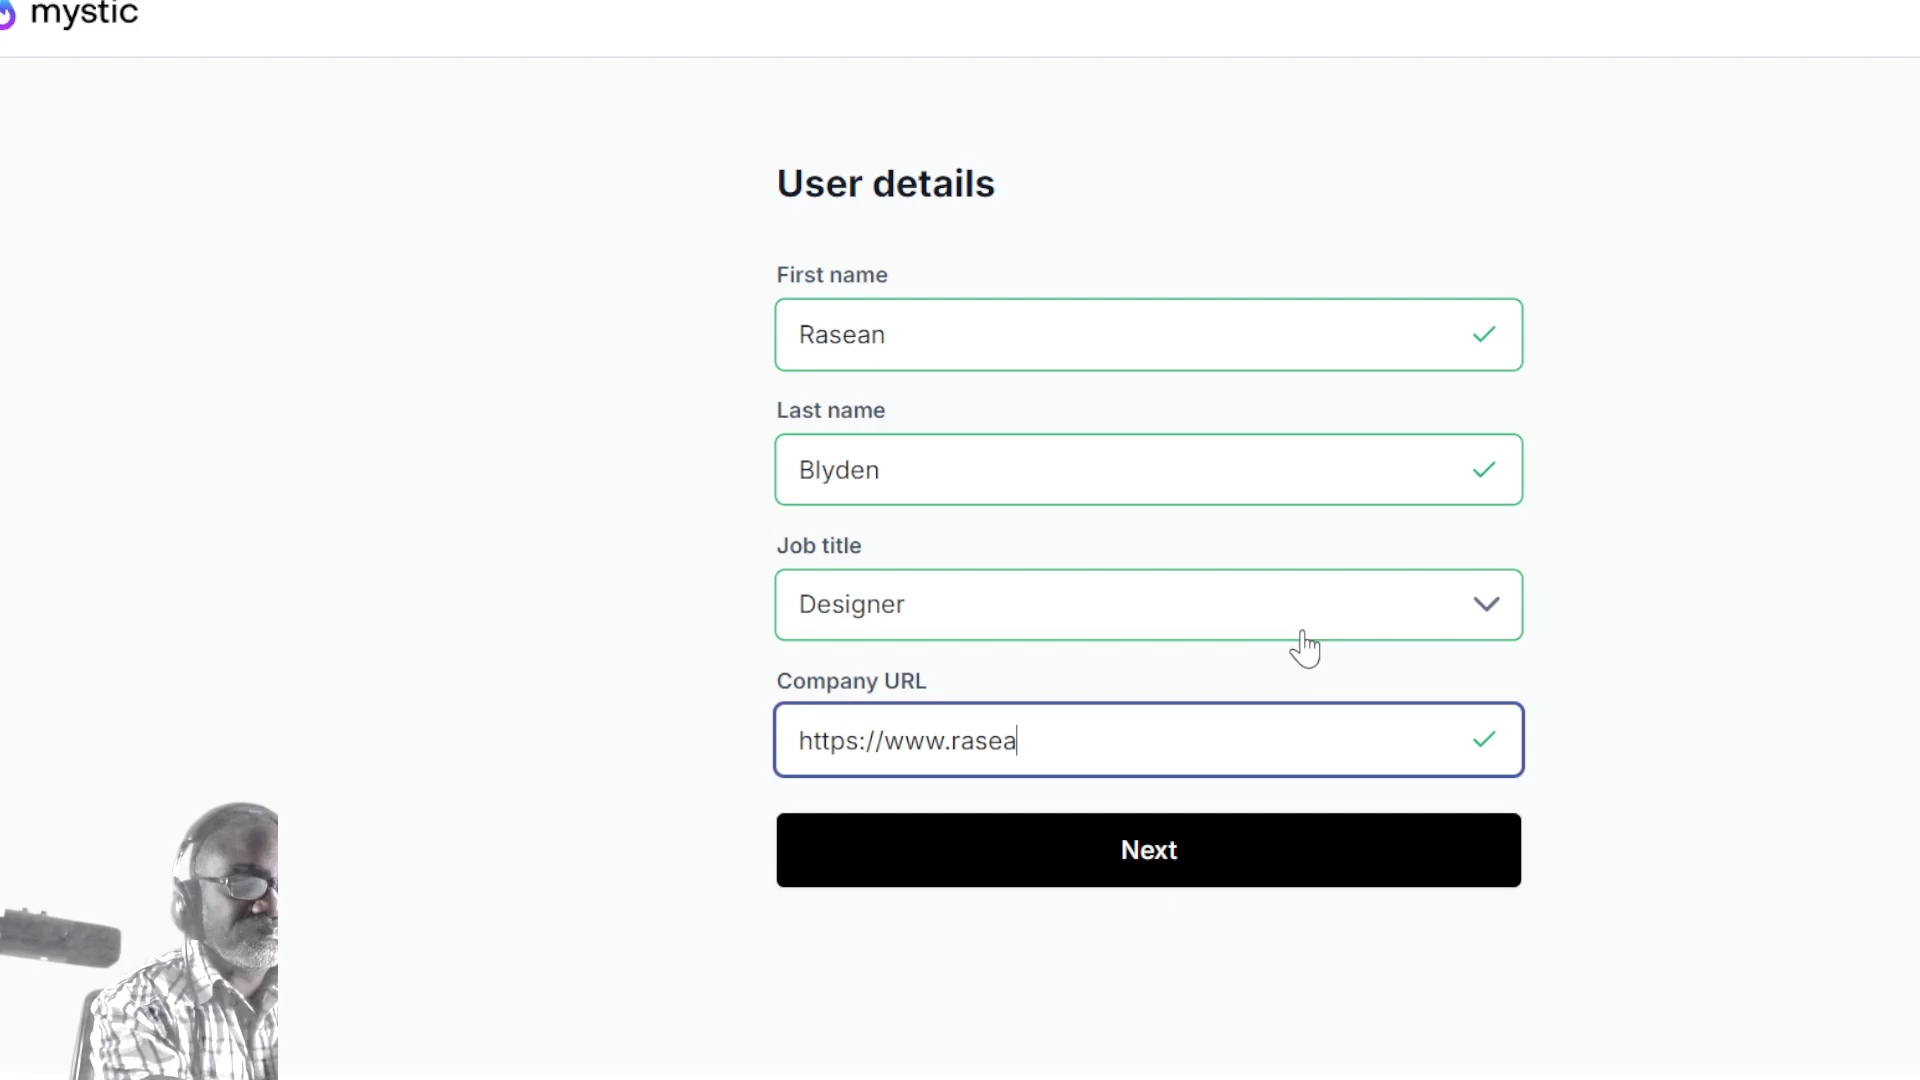 mystic
User details
First name
Rasean
Last name
Blyden
Job title
Designer
Company URL
https://www.rasea
Next